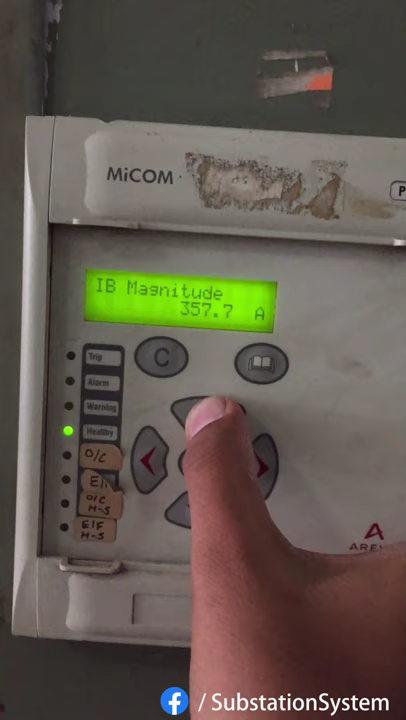 MiCOM
P
IB Magnitude
357.7 A
C
Trip
Alarm
Warning
Healthy
O/C
O/C
H-S
E/F
H-S
/ SubstationSystem